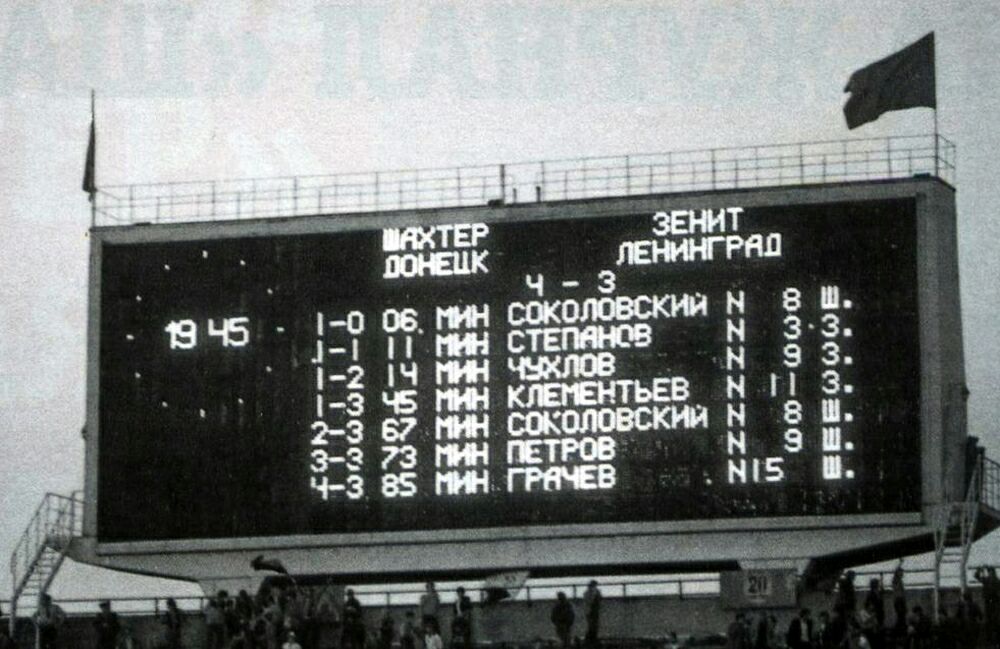 ШАХТЕР ЗЕНИТ
ДОНЕЦК ЛЕНИНГРАД
4 - 3
19 45
1-0 06 МИН СОКОЛОВСКИЙ N 8 Ш.
1-1 11 МИН СТЕПАНОВ N 3 З.
1-2 14 МИН ЧУХЛОВ N 9 З.
1-3 45 МИН КЛЕМЕНТЬЕВ N 11 З.
2-3 67 МИН СОКОЛОВСКИЙ N 8 Ш.
3-3 73 МИН ПЕТРОВ N 9 Ш.
4-3 85 МИН ГРАЧЕВ N15 Ш.
20